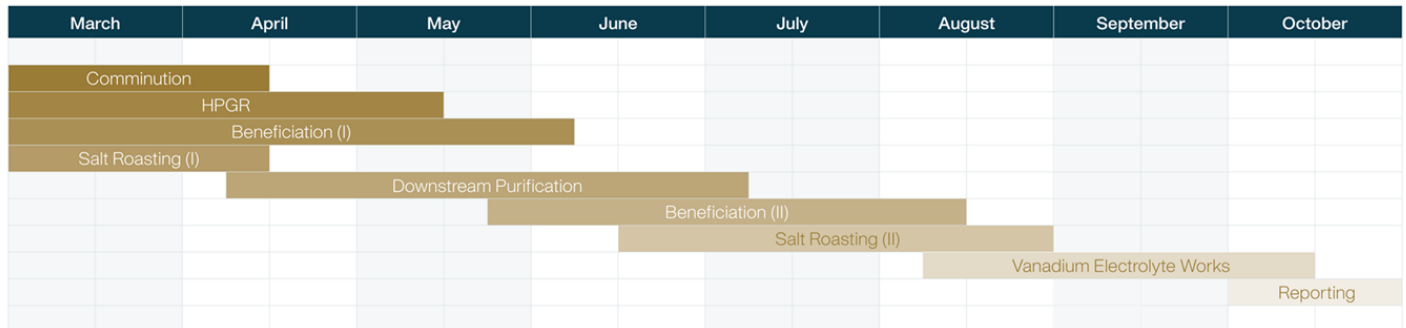 March April May June July August September October
Comminution
HPGR
Beneficiation (I)
Salt Roasting (I)
Downstream Purification
Beneficiation (II)
Salt Roasting (II)
Vanadium Electrolyte Works
Reporting